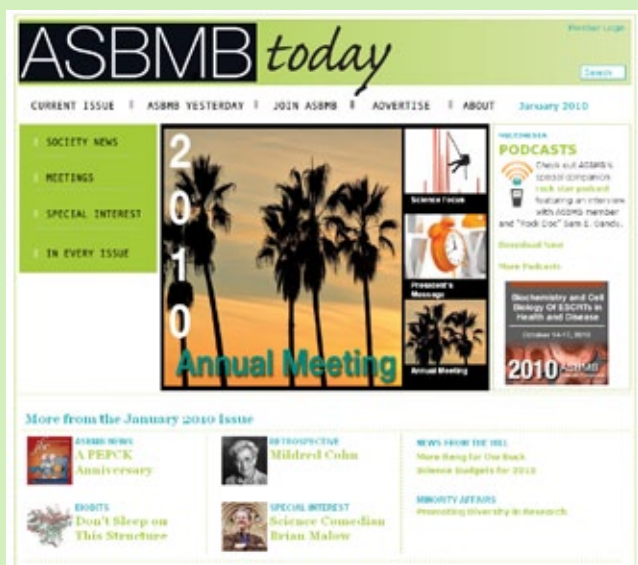 ASBMB today
Member Login
Search
CURRENT ISSUE
ASBMB YESTERDAY
JOIN ASBMB
ADVERTISE
ABOUT
January 2010
SOCIETY NEWS
MEETINGS
SPECIAL INTEREST
IN EVERY ISSUE
2010
Annual Meeting
Science Focus
President's
Message
Annual Meeting
MULTIMEDIA
PODCASTS
Check out ASBMB's
special companion
rock star podcast
featuring an interview
with ASBMB member
and "Rock Doc" Sam E. Gandy.
Download Now
More Podcasts
Biochemistry and Cell
Biology Of ESCRTs in
Health and Disease
October 14-17, 2010
2010 ASBMB
More from the January 2010 Issue
ASBMB NEWS
A PEPCK
Anniversary
BIOBITS
Don't Sleep on
This Structure
RETROSPECTIVE
Mildred Cohn
SPECIAL INTEREST
Science Comedian
Brian Malow
NEWS FROM THE HILL
More Bang for the Buck
Science Budgets for 2010
MINORITY AFFAIRS
Promoting Diversity in Research